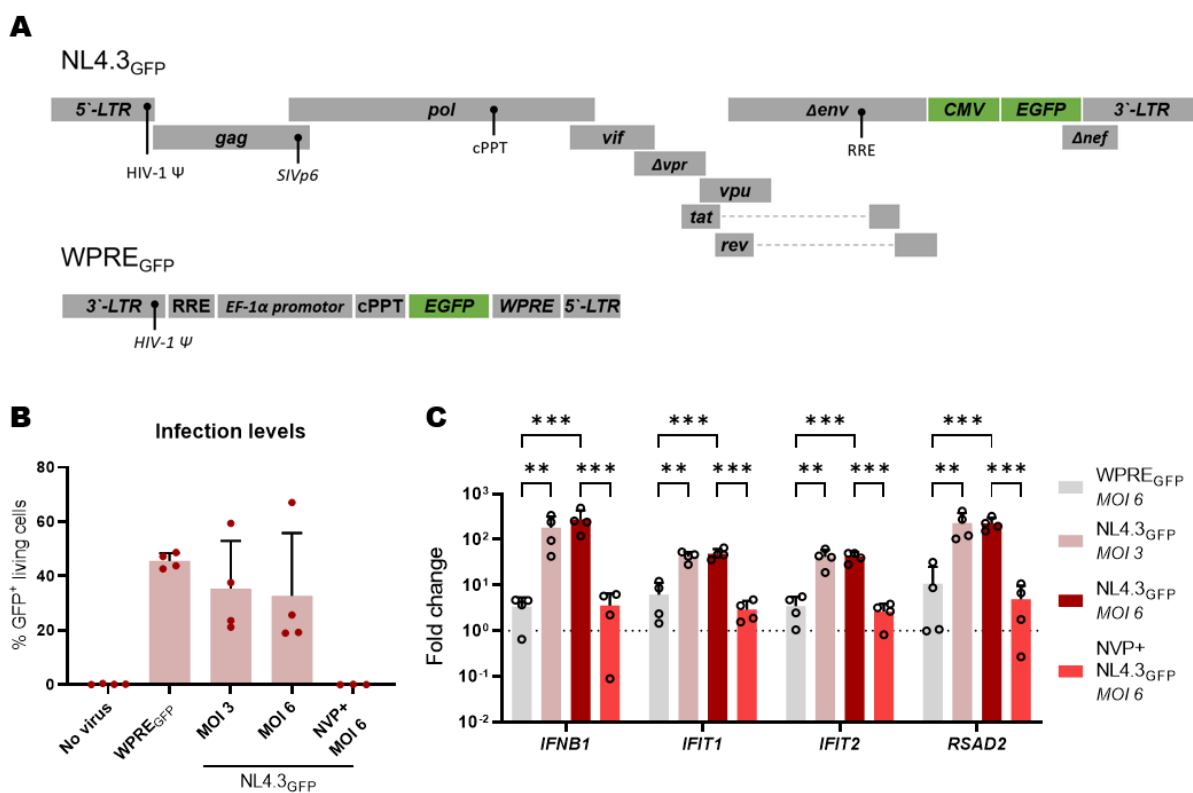 A
NL4.3GFP
5`-LTR
pol
Δenv
CMV
EGFP
3`-LTR
gag
vif
Δnef
HIV-1 Ψ
SIVp6
cPPT
RRE
Δvpr
vpu
tat
rev
WPREGFP
3`-LTR
RRE
EF-1α promotor
cPPT
EGFP
WPRE
5`-LTR
HIV-1 Ψ
B
Infection levels
% GFP+ living cells
80
60
40
20
0
No virus
WPREGFP
MOI 3
MOI 6
NVP+
MOI 6
NL4.3GFP
C
*** *** *** ***
** *** ** *** ** *** ** ***
Fold change
10³
10²
10¹
10⁰
10⁻¹
10⁻²
IFNB1
IFIT1
IFIT2
RSAD2
WPREGFP
MOI 6
NL4.3GFP
MOI 3
NL4.3GFP
MOI 6
NVP+
NL4.3GFP
MOI 6